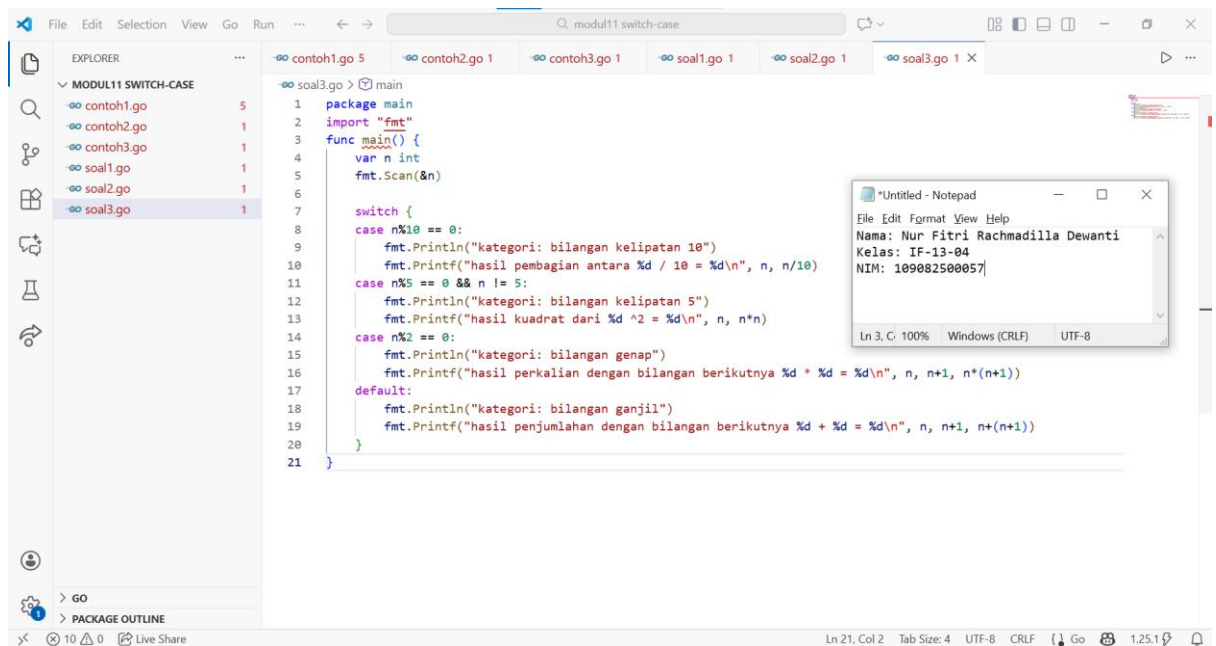 File Edit Selection View Go Run ... modul11 switch-case
EXPLORER ...
MODUL11 SWITCH-CASE
contoh1.go 5
contoh2.go 1
contoh3.go 1
soal1.go 1
soal2.go 1
soal3.go 1
GO
PACKAGE OUTLINE
contoh1.go 5 contoh2.go 1 contoh3.go 1 soal1.go 1 soal2.go 1 soal3.go 1
soal3.go > main
1 package main
2 import "fmt"
3 func main() {
4 var n int
5 fmt.Scan(&n)
6
7 switch {
8 case n%10 == 0:
9 fmt.Println("kategori: bilangan kelipatan 10")
10 fmt.Printf("hasil pembagian antara %d / 10 = %d\n", n, n/10)
11 case n%5 == 0 && n != 5:
12 fmt.Println("kategori: bilangan kelipatan 5")
13 fmt.Printf("hasil kuadrat dari %d ^2 = %d\n", n, n*n)
14 case n%2 == 0:
15 fmt.Println("kategori: bilangan genap")
16 fmt.Printf("hasil perkalian dengan bilangan berikutnya %d * %d = %d\n", n, n+1, n*(n+1))
17 default:
18 fmt.Println("kategori: bilangan ganjil")
19 fmt.Printf("hasil penjumlahan dengan bilangan berikutnya %d + %d = %d\n", n, n+1, n+(n+1))
20 }
21 }
*Untitled - Notepad
File Edit Format View Help
Nama: Nur Fitri Rachmadilla Dewanti
Kelas: IF-13-04
NIM: 109082500057
Ln 3, C 100% Windows (CRLF) UTF-8
1
10 0 Live Share Ln 21, Col 2 Tab Size: 4 UTF-8 CRLF Go 1.25.1